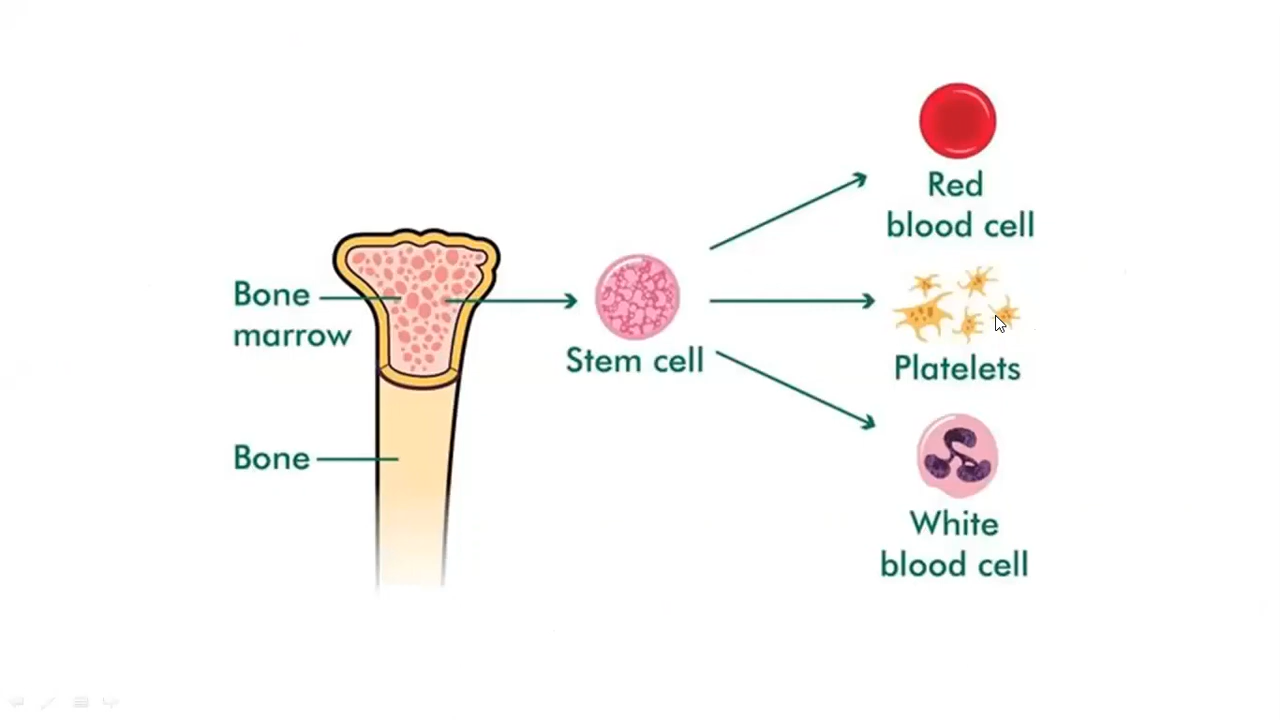 Red
blood cell
Bone
marrow
Stem cell
Platelets
Bone
White
blood cell